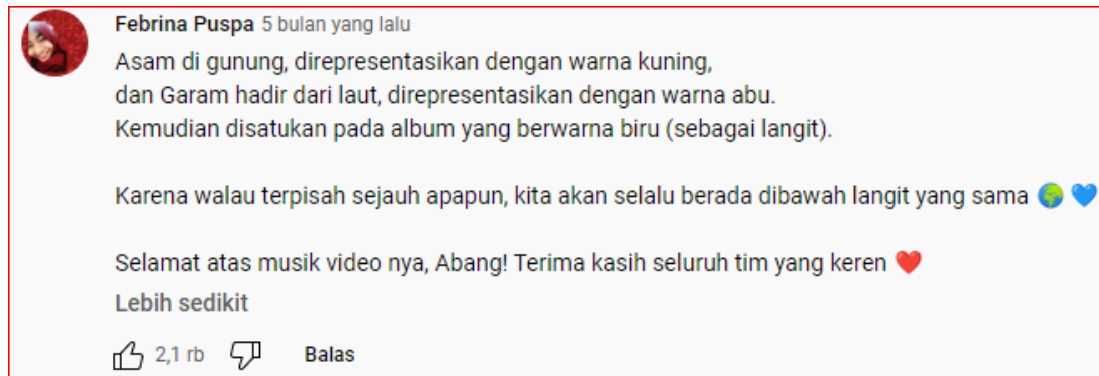 Febrina Puspa 5 bulan yang lalu
Asam di gunung, direpresentasikan dengan warna kuning,
dan Garam hadir dari laut, direpresentasikan dengan warna abu.
Kemudian disatukan pada album yang berwarna biru (sebagai langit).
Karena walau terpisah sejauh apapun, kita akan selalu berada dibawah langit yang sama 🌍 💙
Selamat atas musik video nya, Abang! Terima kasih seluruh tim yang keren ❤️
Lebih sedikit
2,1 rb Balas